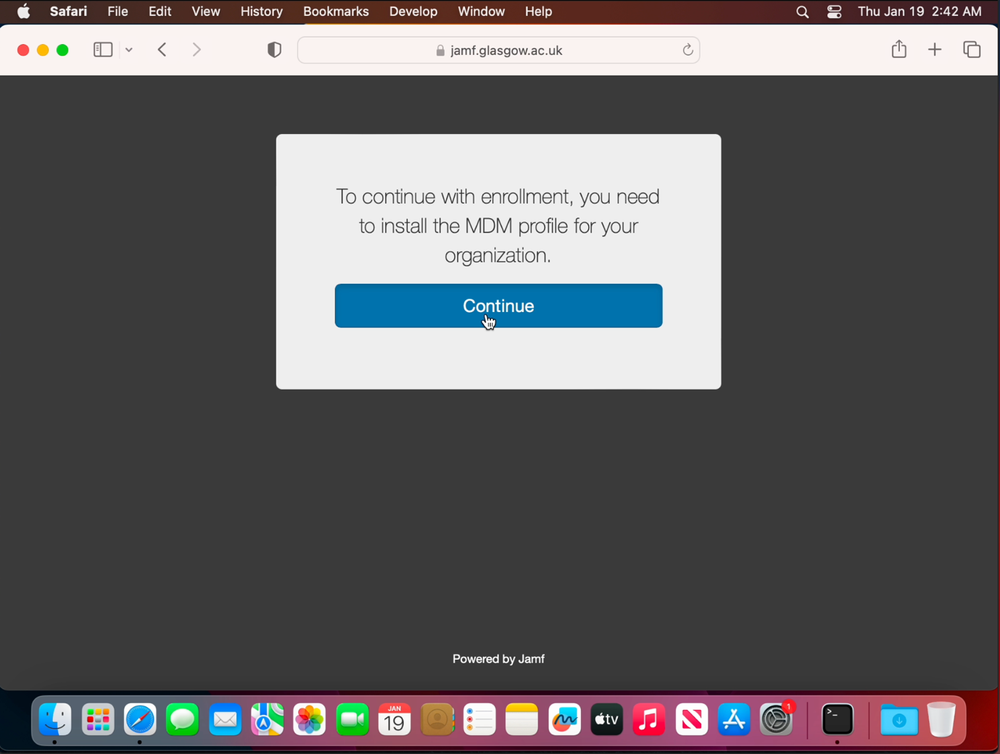 Safari File Edit View History Bookmarks Develop Window Help Thu Jan 19 2:42 AM
jamf.glasgow.ac.uk
To continue with enrollment, you need
to install the MDM profile for your
organization.
Continue
Powered by Jamf
JAN
19
tv
1
>_